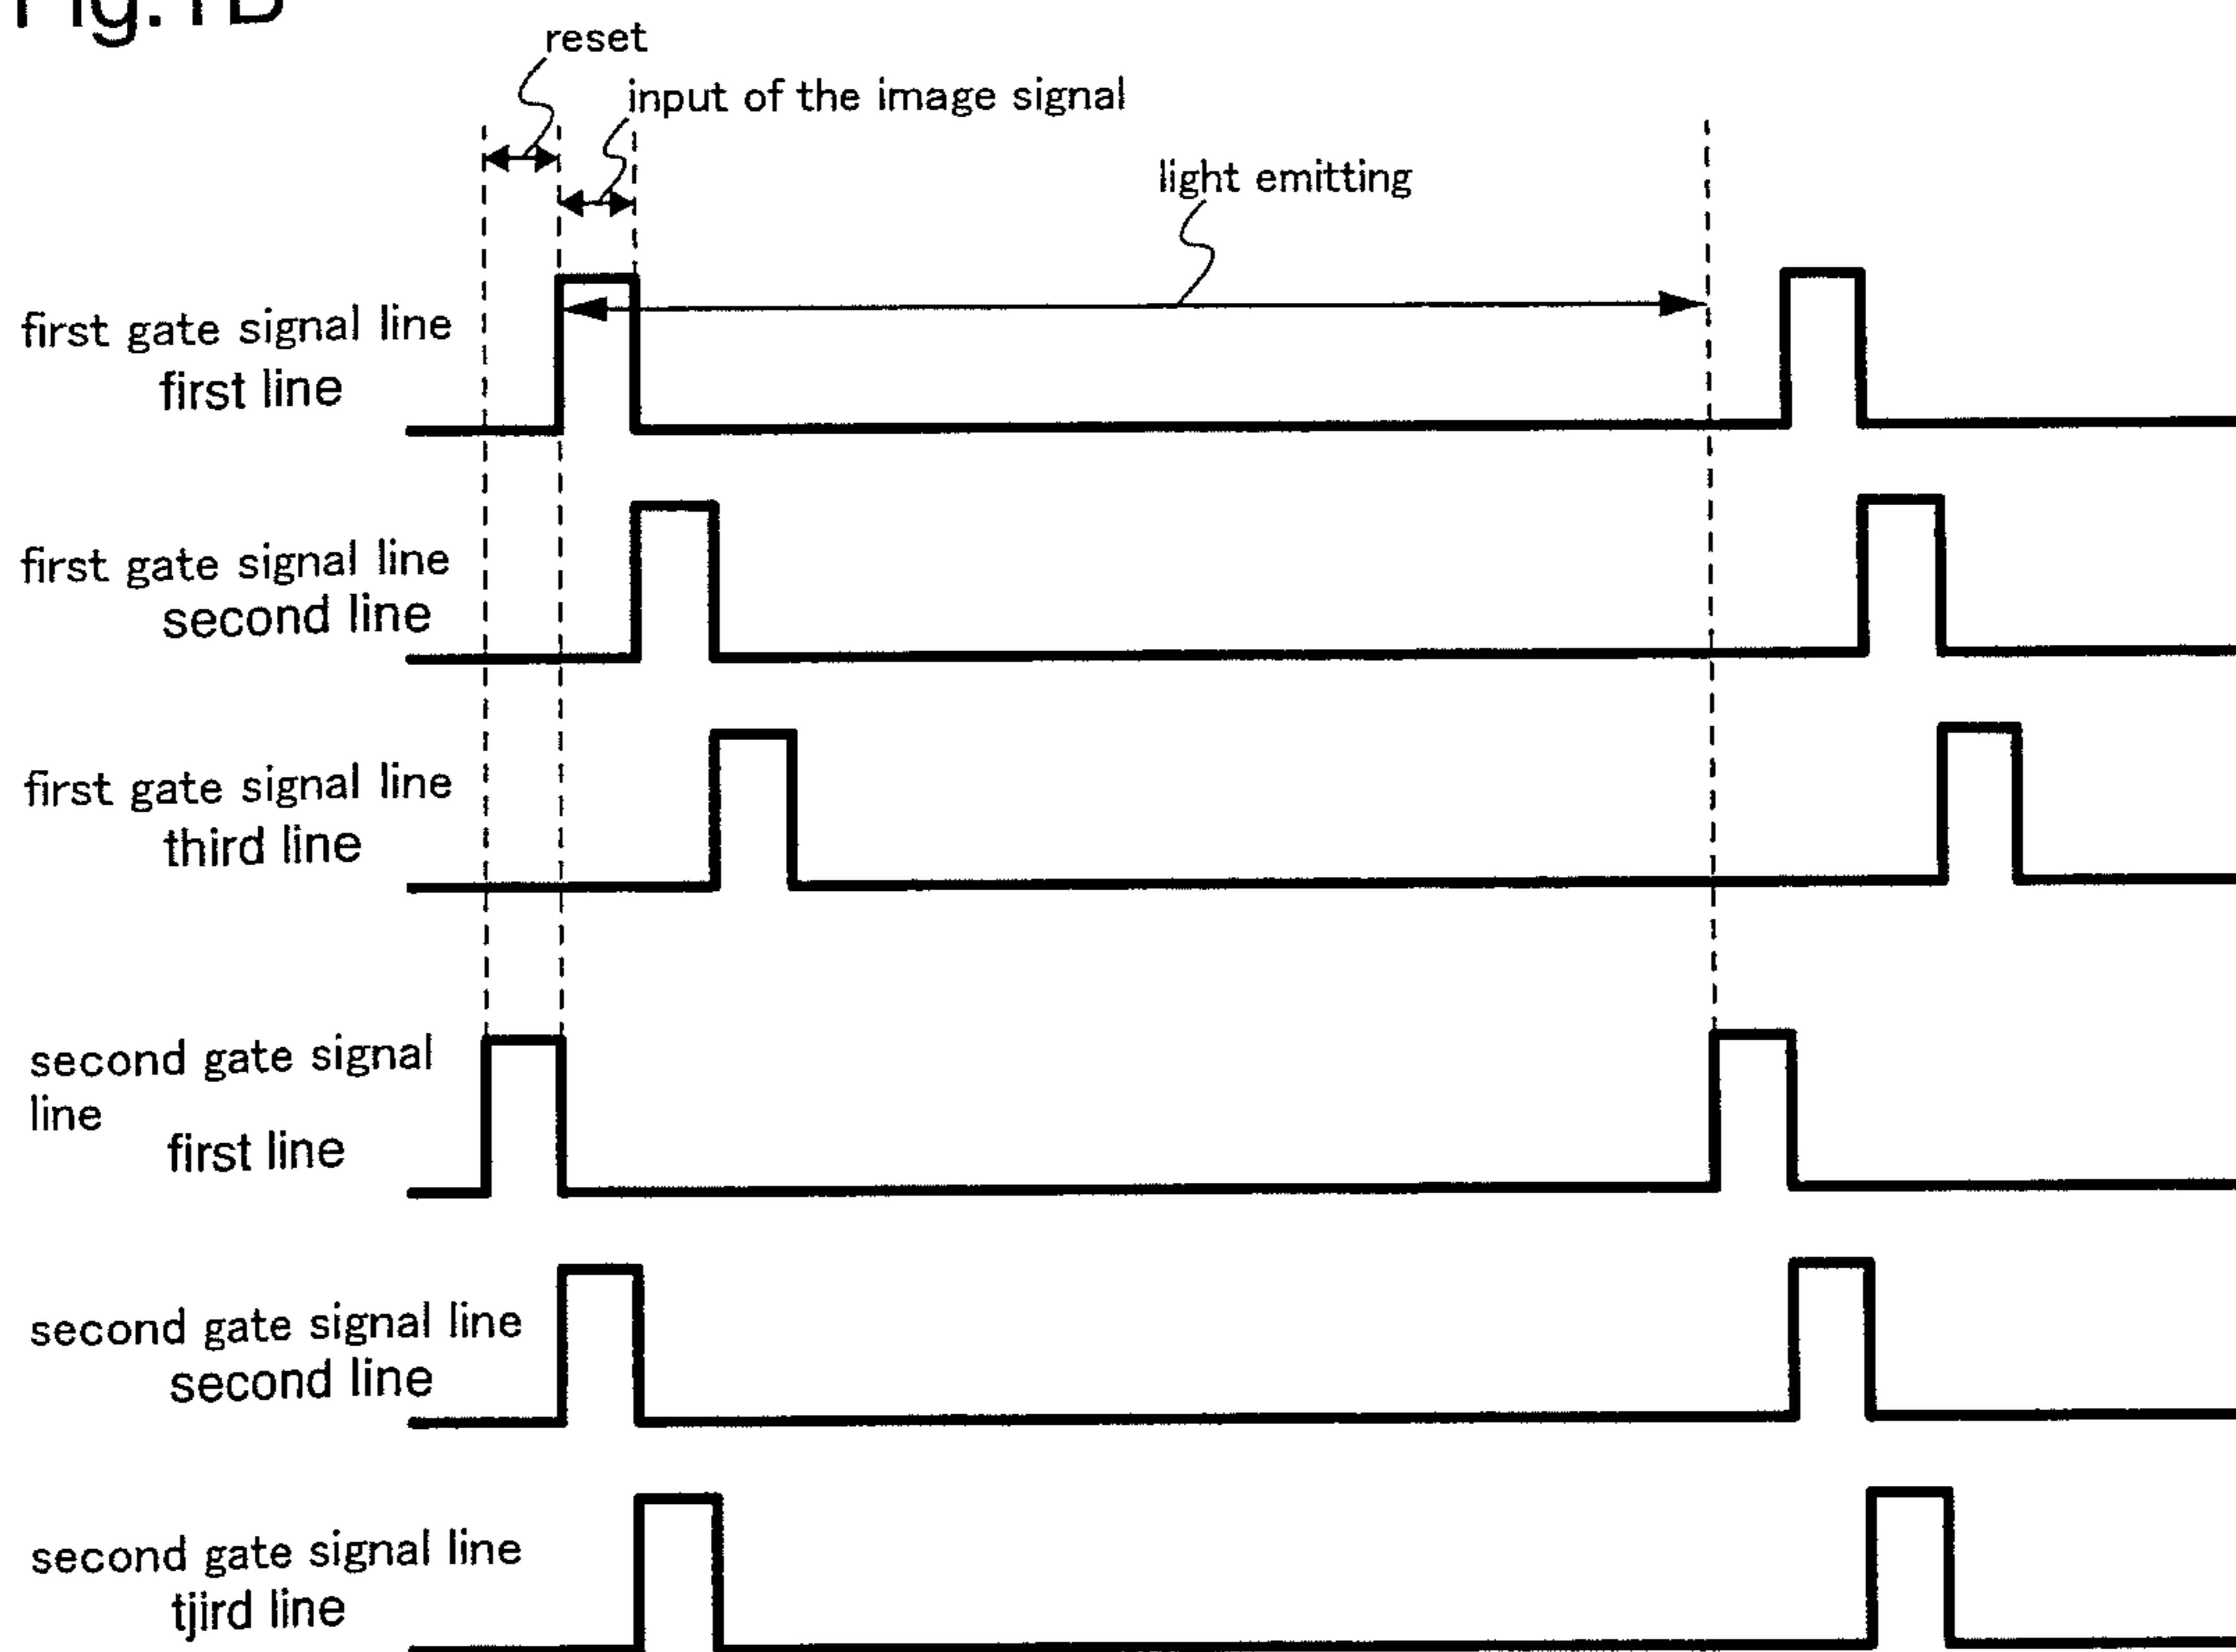 Fig.1B
reset
input of the image signal
light emitting
first gate signal line
first line
first gate signal line
second line
first gate signal line
third line
second gate signal
line
first line
second gate signal line
second line
second gate signal line
tjird line